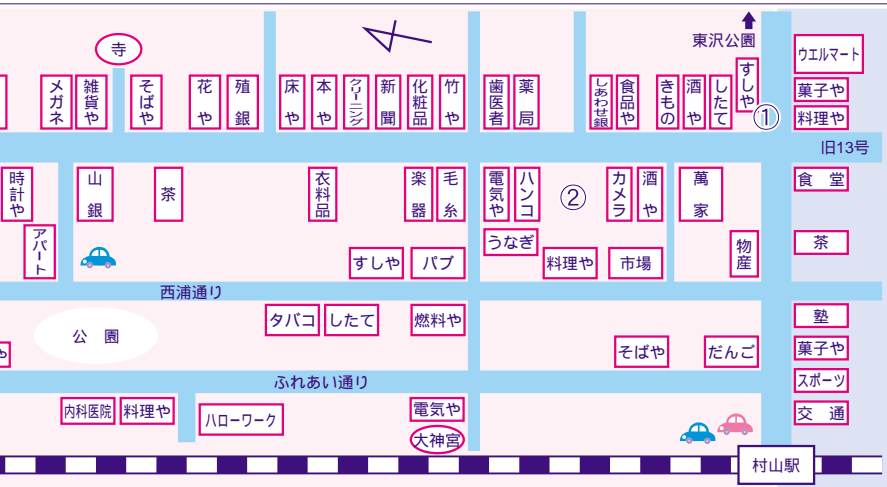 東沢公園
寺
ウエルマート
メガネ
雑貨や
そばや
花や
殖銀
床や
本や
クリーニング
新聞
化粧品
竹や
歯医者
薬局
しあわせ銀
食品や
きもの
酒や
したて
すしや
①
菓子や
料理や
旧13号
時計や
山銀
茶
衣料品
楽器
毛糸
電気や
ハンコ
②
カメラ
酒や
萬家
食堂
アパート
すしや
パブ
うなぎ
料理や
市場
物産
茶
西浦通り
公園
タバコ
したて
燃料や
塾
や
そばや
だんご
菓子や
ふれあい通り
スポーツ
内科医院
料理や
ハローワーク
電気や
交通
大神宮
村山駅